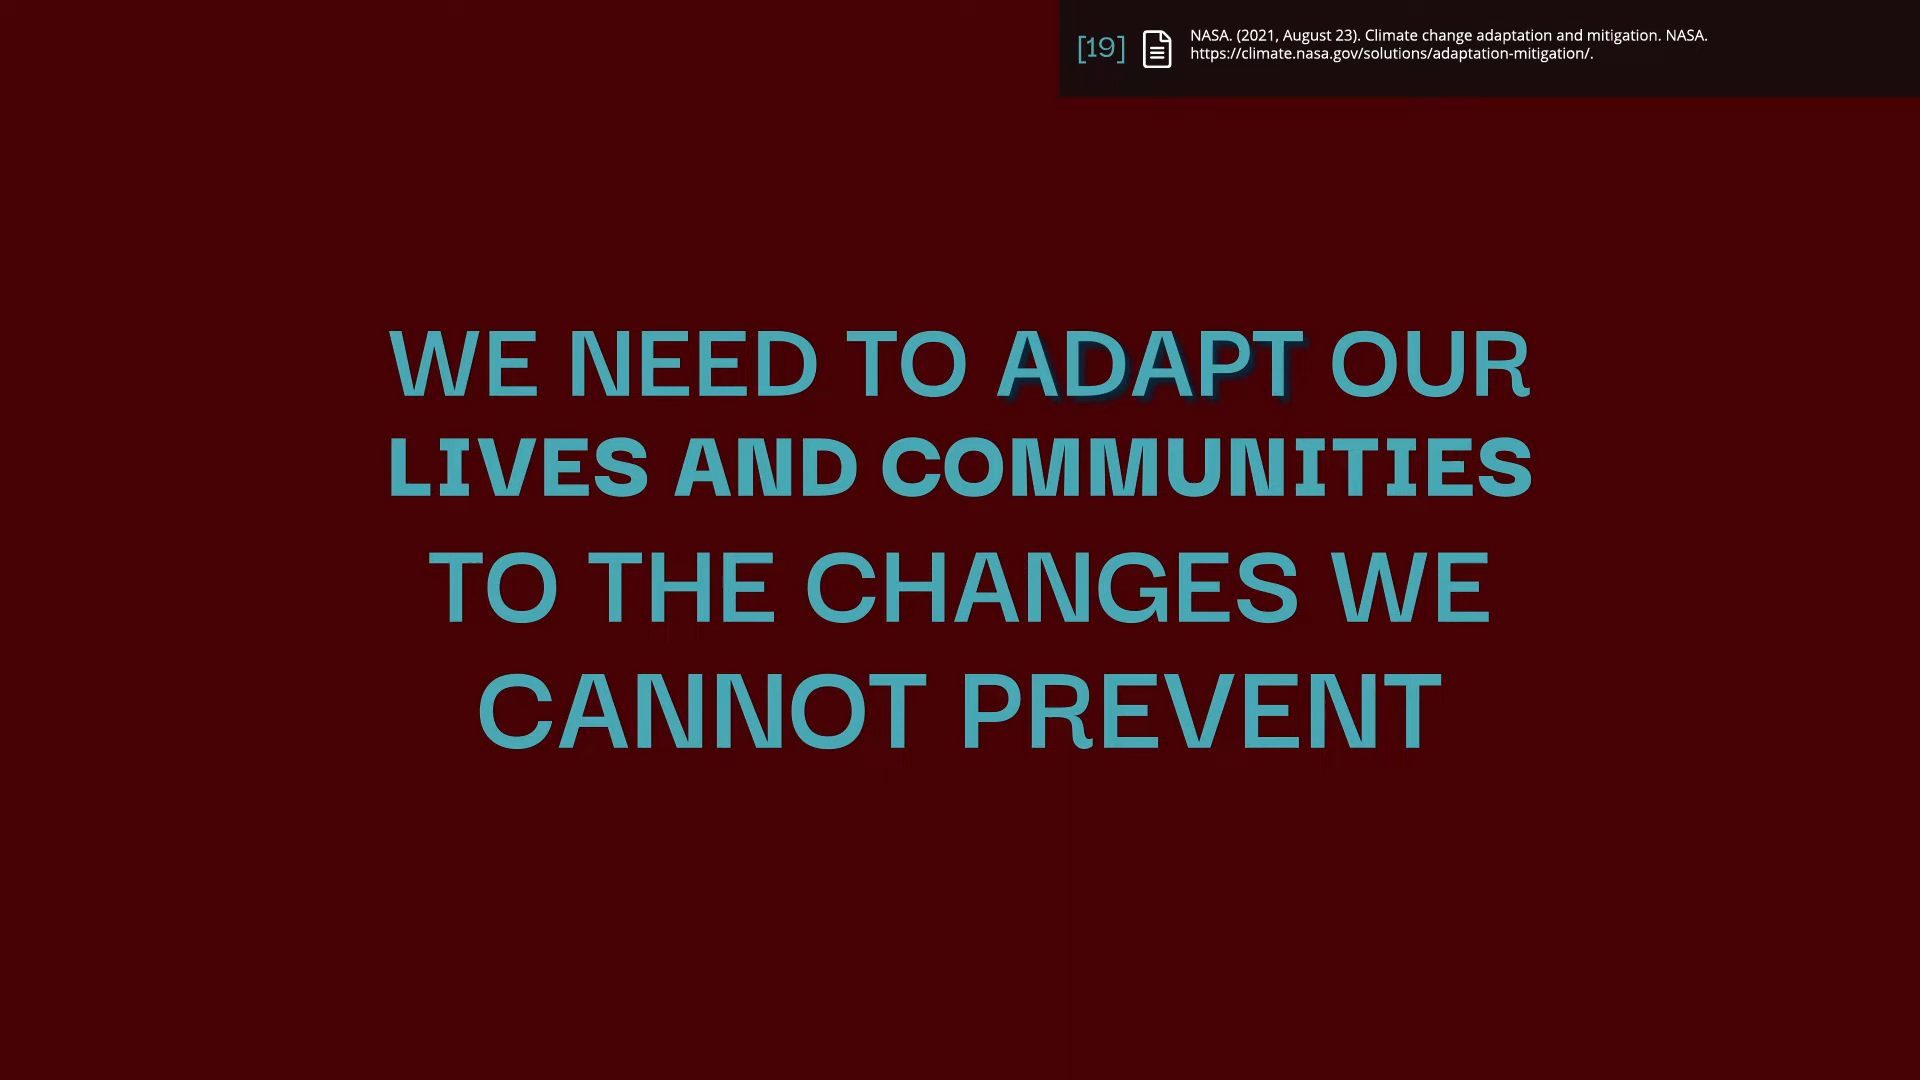 [19]
NASA. (2021, August 23). Climate change adaptation and mitigation. NASA.
https://climate.nasa.gov/solutions/adaptation-mitigation/.
WE NEED TO ADAPT OUR
LIVES AND COMMUNITIES
TO THE CHANGES WE
CANNOT PREVENT